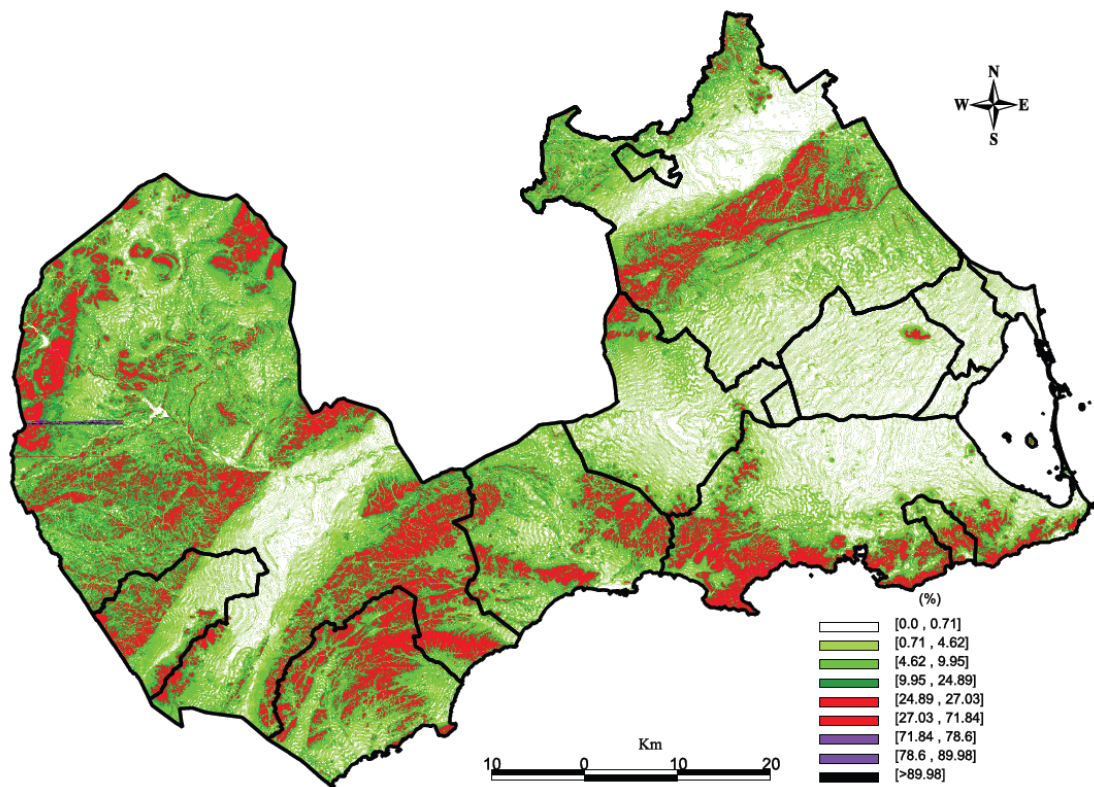 N
W E
S
(%)
[0.0 , 0.71]
[0.71 , 4.62]
[4.62 , 9.95]
[9.95 , 24.89]
[24.89 , 27.03]
[27.03 , 71.84]
[71.84 , 78.6]
[78.6 , 89.98]
[>89.98]
Km
10 0 10 20